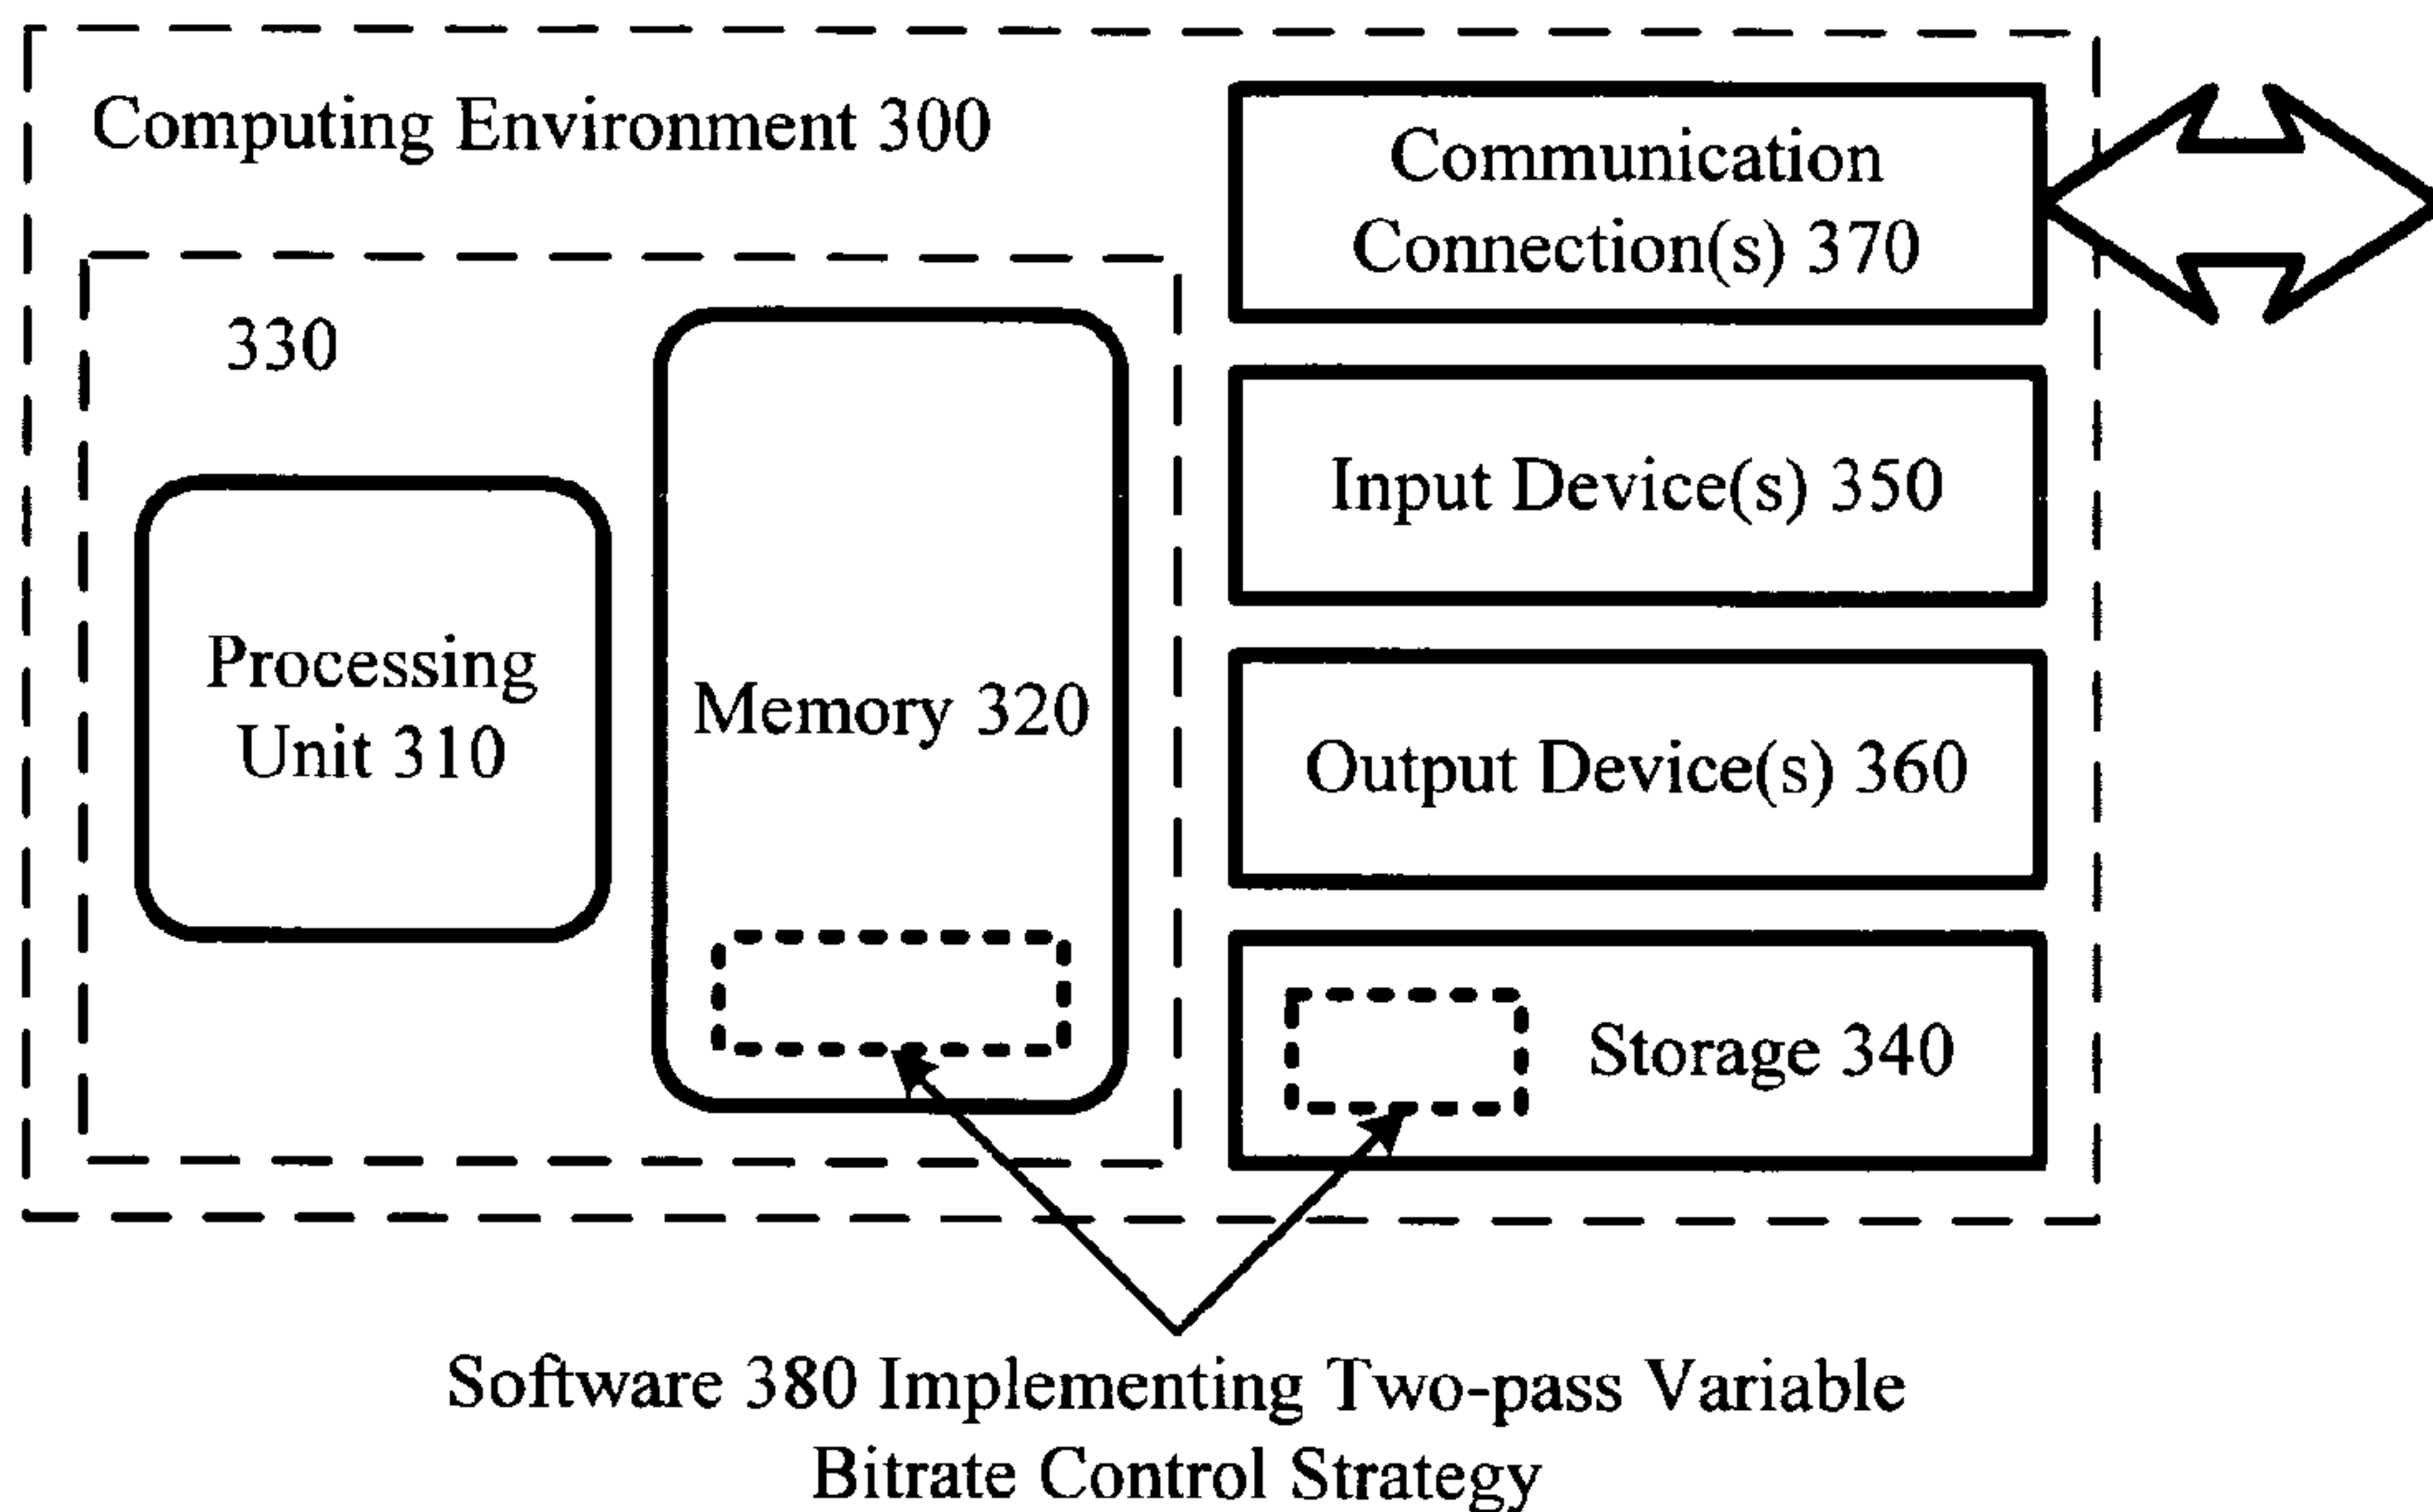 Computing Environment 300
Communication
Connection(s) 370
330
Input Device(s) 350
Processing
Unit 310
Memory 320
Output Device(s) 360
Storage 340
Software 380 Implementing Two-pass Variable
Bitrate Control Strategy